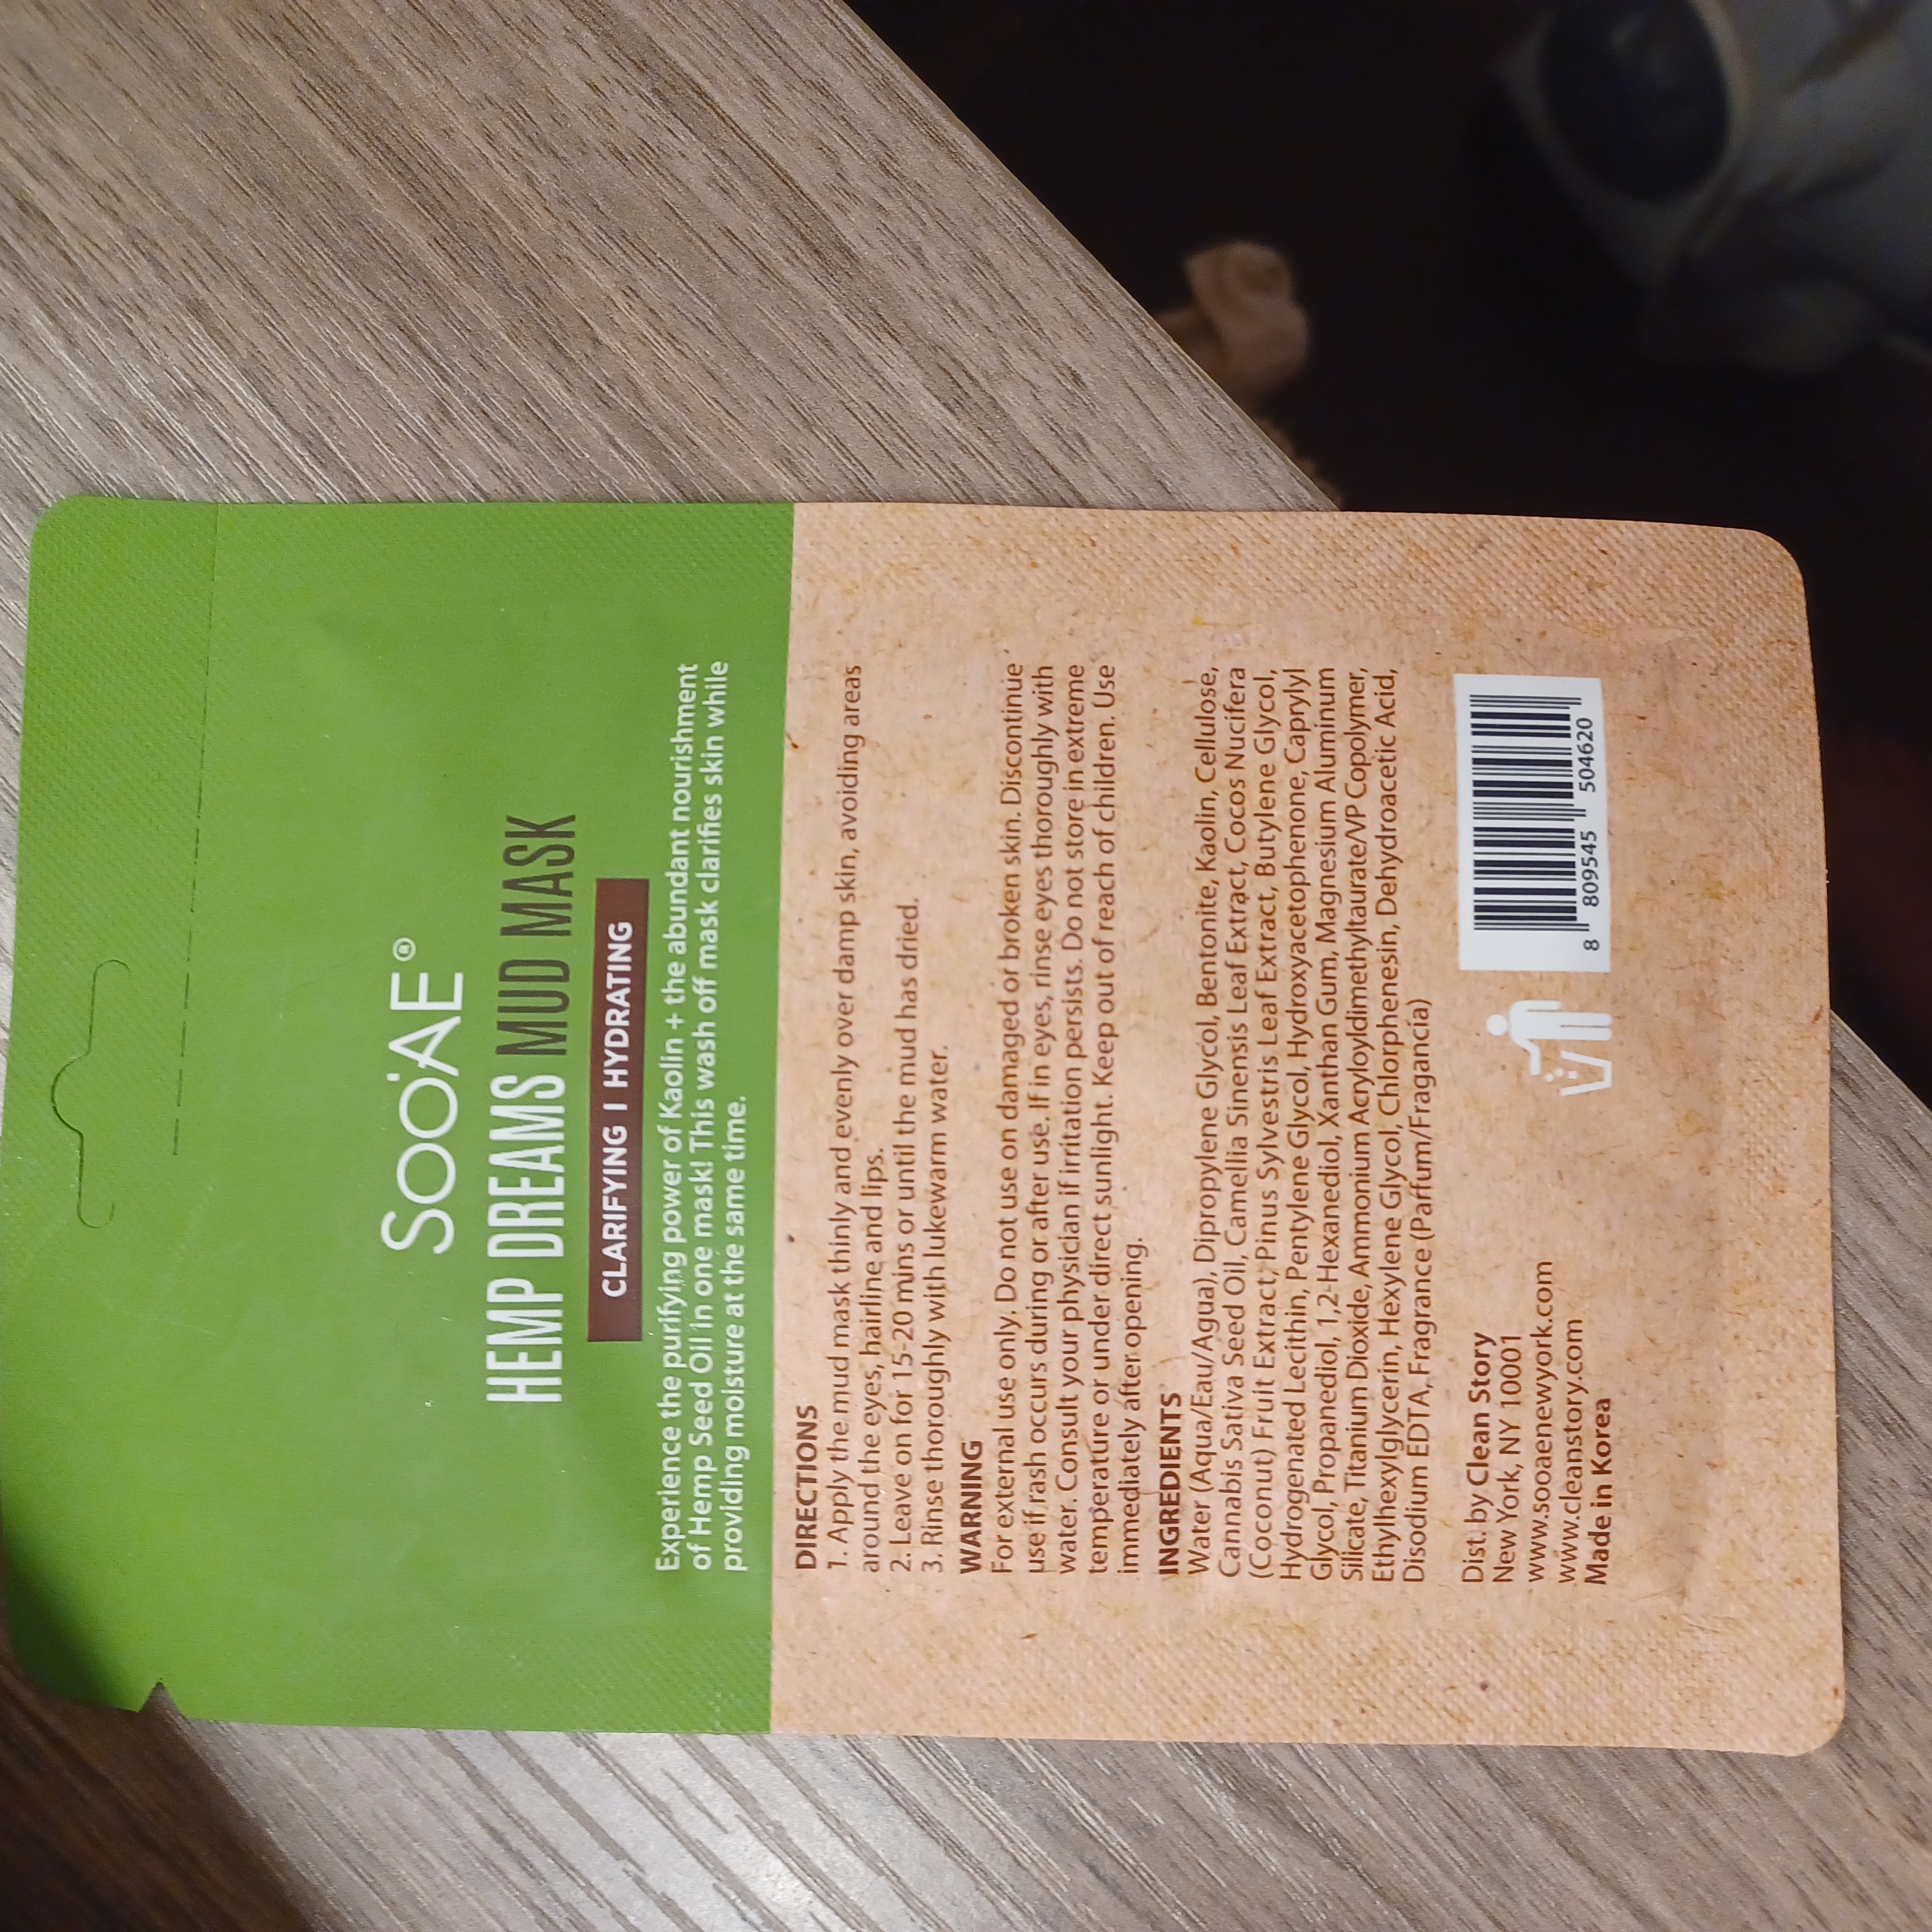 SOO'AE®
HEMP DREAMS MUD MASK
CLARIFYING I HYDRATING
Experience the purifying power of Kaolin + the abundant nourishment
of Hemp Seed Oil in one mask! This wash off mask clarifies skin while
providing moisture at the same time.
DIRECTIONS
1. Apply the mud mask thinly and evenly over damp skin, avoiding areas
around the eyes, hairline and lips.
2. Leave on for 15-20 mins or until the mud has dried.
3. Rinse thoroughly with lukewarm water.
WARNING
For external use only. Do not use on damaged or broken skin. Discontinue
use if rash occurs during or after use. If in eyes, rinse eyes thoroughly with
water. Consult your physician if irritation persists. Do not store in extreme
temperature or under direct sunlight. Keep out of reach of children. Use
immediately after opening.
INGREDIENTS
Water (Aqua/Eau/Agua), Dipropylene Glycol, Bentonite, Kaolin, Cellulose,
Cannabis Sativa Seed Oil, Camellia Sinensis Leaf Extract, Cocos Nucifera
(Coconut) Fruit Extract, Pinus Sylvestris Leaf Extract, Butylene Glycol,
Hydrogenated Lecithin, Pentylene Glycol, Hydroxyacetophenone, Caprylyl
Glycol, Propanediol, 1,2-Hexanediol, Xanthan Gum, Magnesium Aluminum
Silicate, Titanium Dioxide, Ammonium Acryloyldimethyltaurate/VP Copolymer,
Ethylhexylglycerin, Hexylene Glycol, Chlorphenesin, Dehydroacetic Acid,
Disodium EDTA, Fragrance (Parfum/Fragancia)
Dist. by Clean Story
New York, NY 10001
www.sooaenewyork.com
www.cleanstory.com
Made in Korea
8 809545 504620